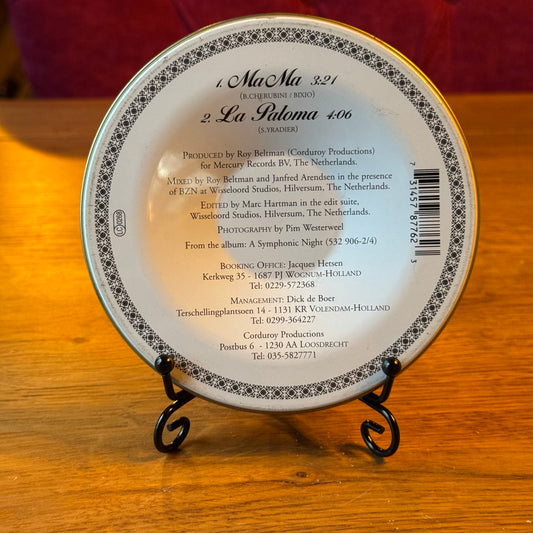 1. MaMa 3:21
(B.CHERUBINI / BIXIO)
2. La Paloma 4:06
(S.YRADIER)
PRODUCED BY ROY BELTMAN (CORDUROY PRODUCTIONS)
FOR MERCURY RECORDS BV, THE NETHERLANDS.
MIXED BY ROY BELTMAN AND JANFRED ARENDSEN IN THE PRESENCE
OF BZN AT WISSELOORD STUDIOS, HILVERSUM, THE NETHERLANDS.
EDITED BY MARC HARTMAN IN THE EDIT SUITE,
WISSELOORD STUDIOS, HILVERSUM, THE NETHERLANDS.
PHOTOGRAPHY BY PIM WESTERWEEL
FROM THE ALBUM: A SYMPHONIC NIGHT (532 906-2/4)
BOOKING OFFICE: JACQUES HETSEN
KERKWEG 35 - 1687 PJ WOGNUM-HOLLAND
TEL: 0229-572368
MANAGEMENT: DICK DE BOER
TERSCHELLINGPLANTSOEN 14 - 1131 KR VOLENDAM-HOLLAND
TEL: 0299-364227
CORDUROY PRODUCTIONS
POSTBUS 6 - 1230 AA LOOSDRECHT
TEL: 035-5827771
7 31457 87762 3